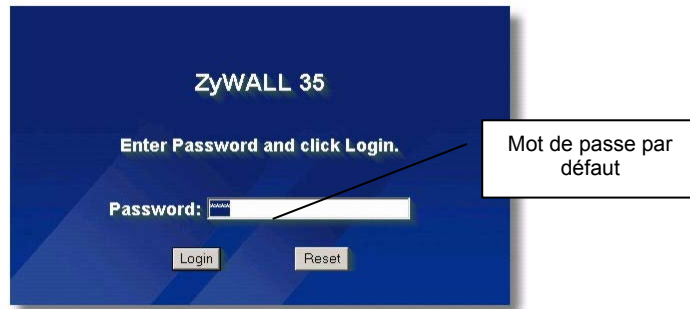 ZyWALL 35
Enter Password and click Login.
Mot de passe par
défaut
Password: ****
Login
Reset